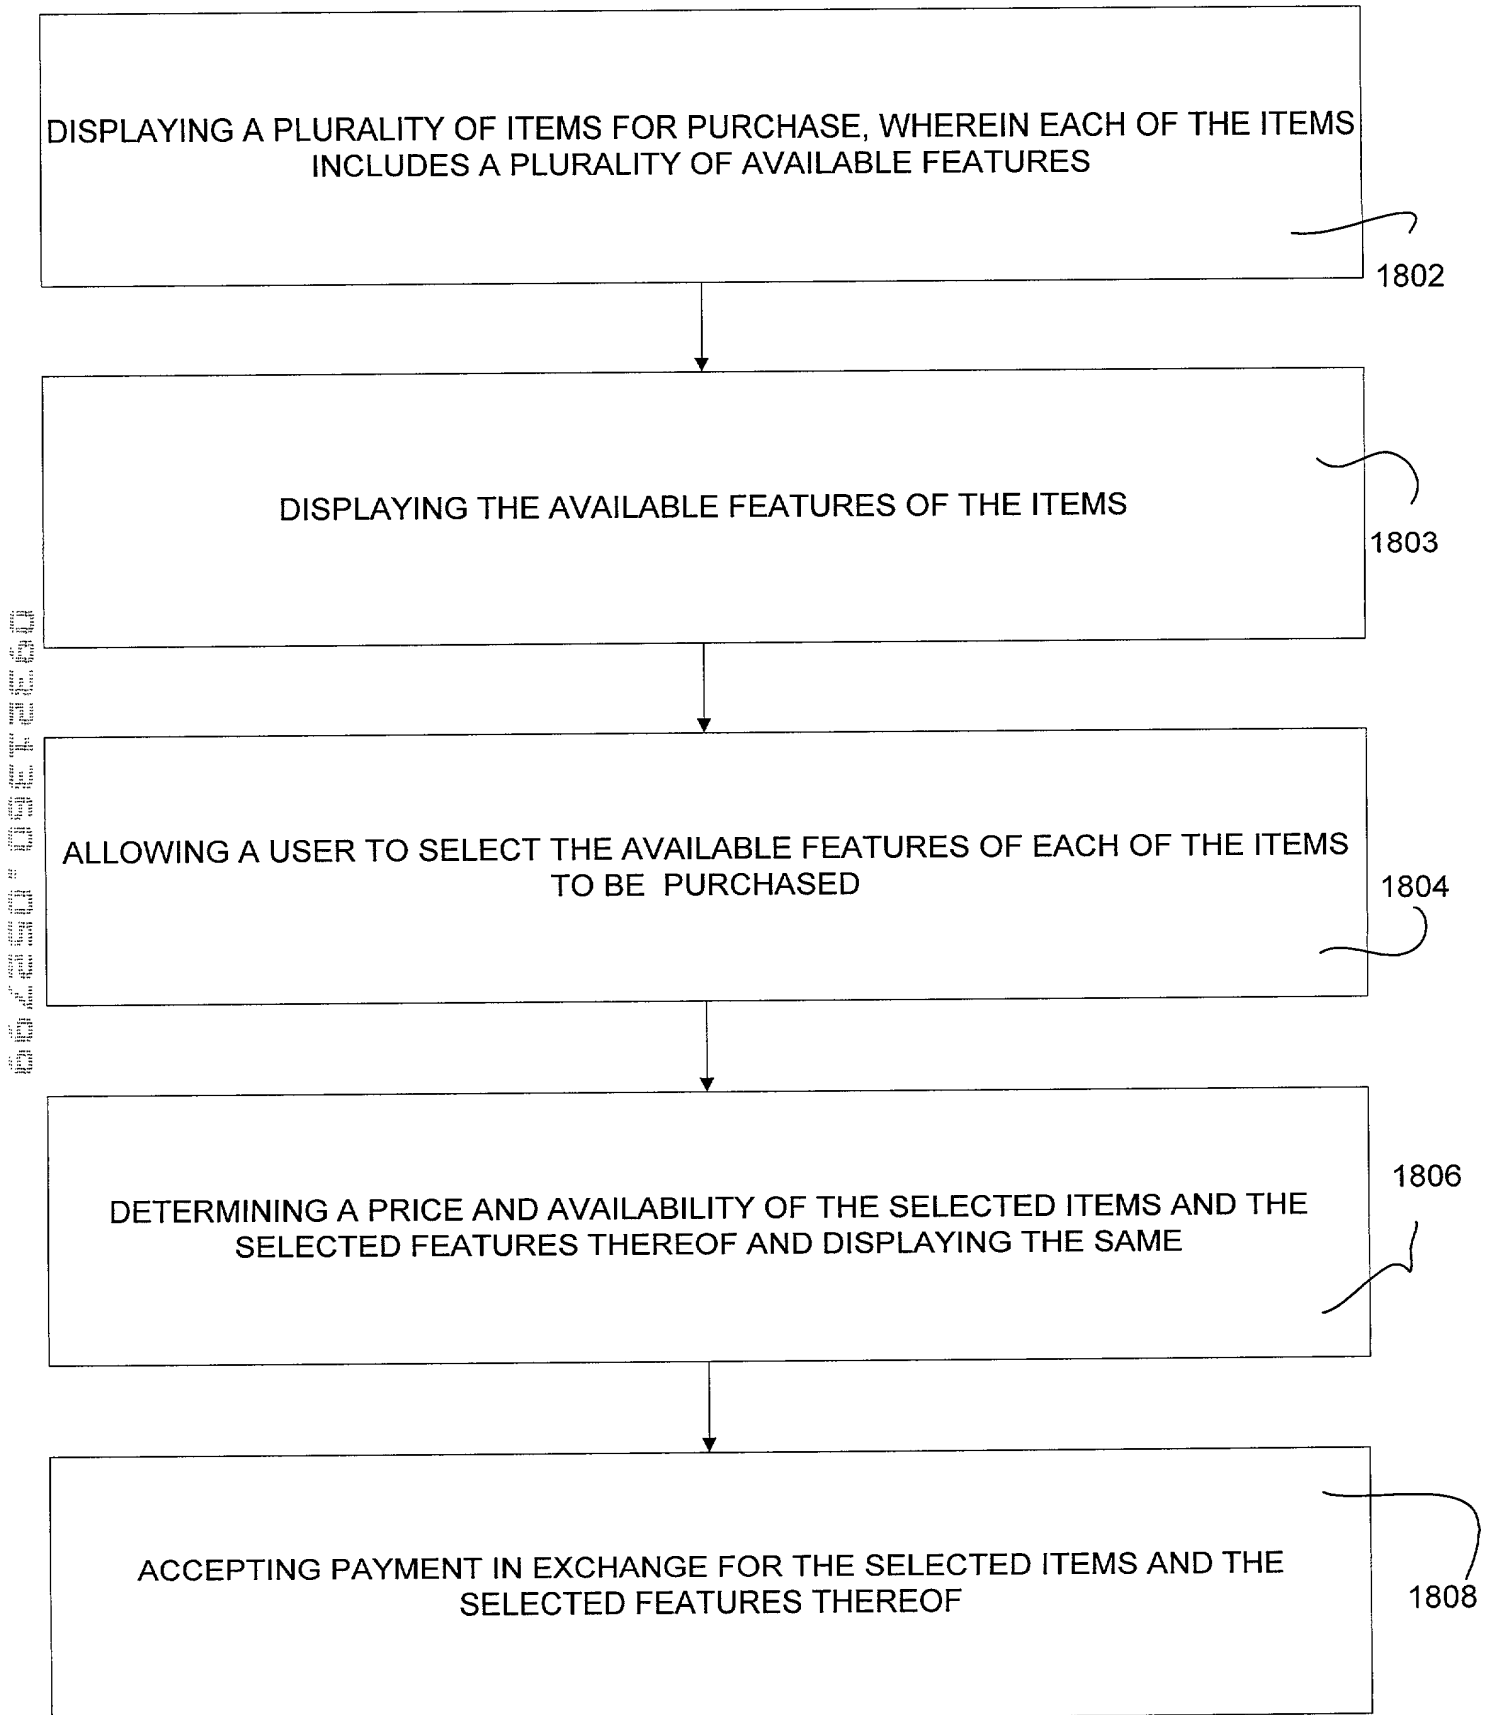 DISPLAYING A PLURALITY OF ITEMS FOR PURCHASE, WHEREIN EACH OF THE ITEMS
INCLUDES A PLURALITY OF AVAILABLE FEATURES
1802
DISPLAYING THE AVAILABLE FEATURES OF THE ITEMS
1803
ALLOWING A USER TO SELECT THE AVAILABLE FEATURES OF EACH OF THE ITEMS
TO BE PURCHASED
1804
DETERMINING A PRICE AND AVAILABILITY OF THE SELECTED ITEMS AND THE
SELECTED FEATURES THEREOF AND DISPLAYING THE SAME
1806
ACCEPTING PAYMENT IN EXCHANGE FOR THE SELECTED ITEMS AND THE
SELECTED FEATURES THEREOF
1808